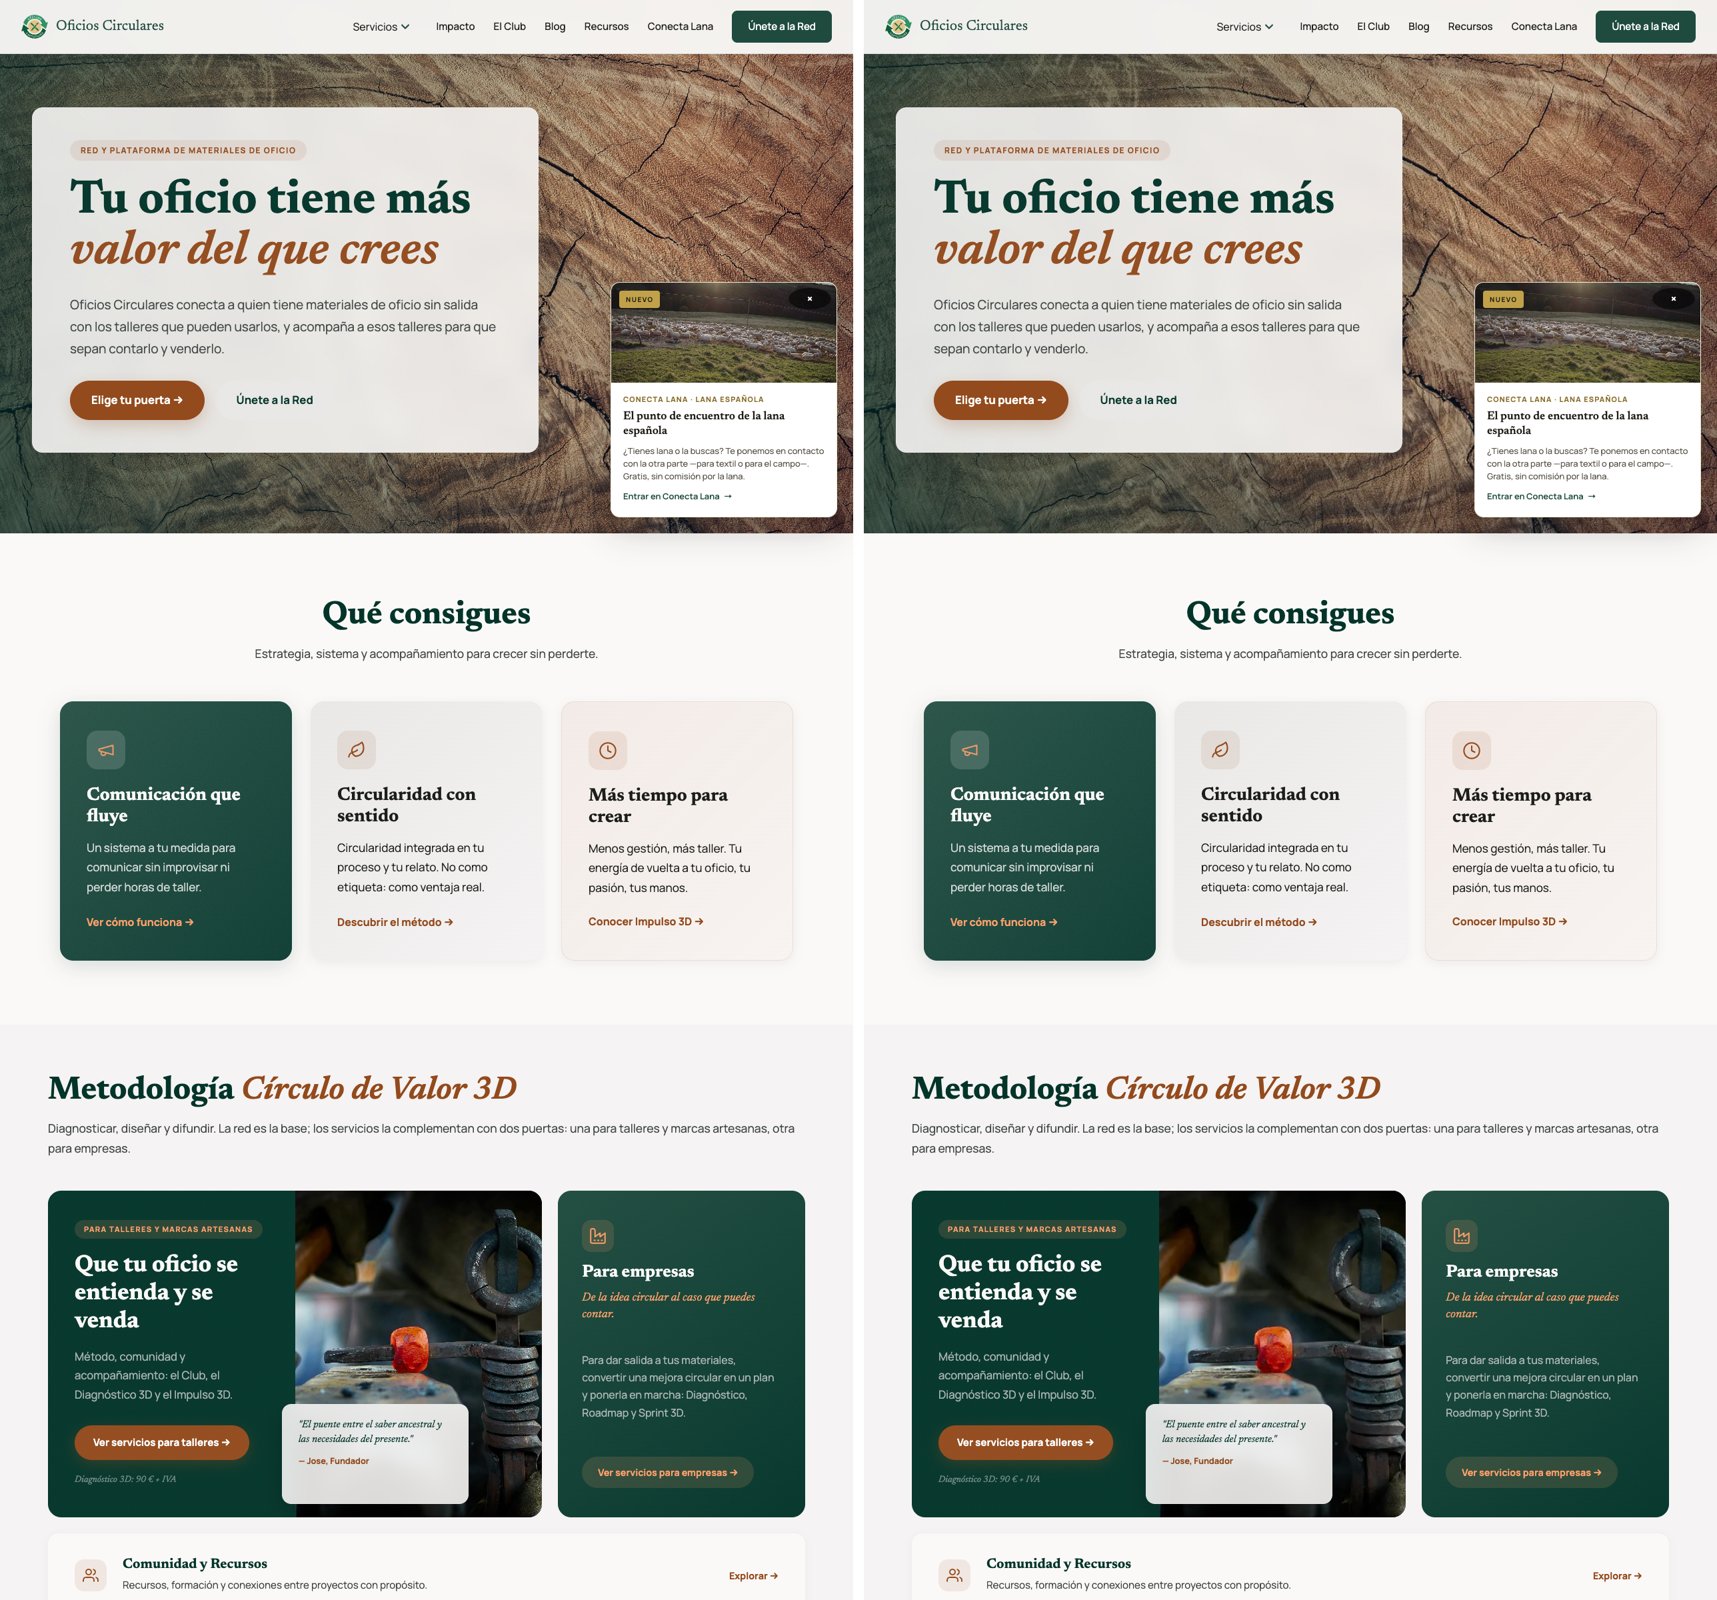 Oficios Circulares
Servicios
Impacto
El Club
Blog
Recursos
Conecta Lana
Únete a la Red
RED Y PLATAFORMA DE MATERIALES DE OFICIO
Tu oficio tiene más
valor del que crees
Oficios Circulares conecta a quien tiene materiales de oficio sin salida
con los talleres que pueden usarlos, y acompaña a esos talleres para que
sepan contarlo y venderlo.
Elige tu puerta →
Únete a la Red
NUEVO
×
CONECTA LANA · LANA ESPAÑOLA
El punto de encuentro de la lana
española
¿Tienes lana o la buscas? Te ponemos en contacto
con la otra parte —para textil o para el campo—.
Gratis, sin comisión por la lana.
Entrar en Conecta Lana →
Qué consigues
Estrategia, sistema y acompañamiento para crecer sin perderte.
Comunicación que
fluye
Un sistema a tu medida para
comunicar sin improvisar ni
perder horas de taller.
Ver cómo funciona →
Circularidad con
sentido
Circularidad integrada en tu
proceso y tu relato. No como
etiqueta: como ventaja real.
Descubrir el método →
Más tiempo para
crear
Menos gestión, más taller. Tu
energía de vuelta a tu oficio, tu
pasión, tus manos.
Conocer Impulso 3D →
Metodología Círculo de Valor 3D
Diagnosticar, diseñar y difundir. La red es la base; los servicios la complementan con dos puertas: una para talleres y marcas artesanas, otra
para empresas.
PARA TALLERES Y MARCAS ARTESANAS
Que tu oficio se
entienda y se
venda
Método, comunidad y
acompañamiento: el Club, el
Diagnóstico 3D y el Impulso 3D.
Ver servicios para talleres →
Diagnóstico 3D: 90 € + IVA
"El puente entre el saber ancestral y
las necesidades del presente."
— Jose, Fundador
Para empresas
De la idea circular al caso que puedes
contar.
Para dar salida a tus materiales,
convertir una mejora circular en un plan
y ponerla en marcha: Diagnóstico,
Roadmap y Sprint 3D.
Ver servicios para empresas →
Comunidad y Recursos
Recursos, formación y conexiones entre proyectos con propósito.
Explorar →
Oficios Circulares
Servicios
Impacto
El Club
Blog
Recursos
Conecta Lana
Únete a la Red
RED Y PLATAFORMA DE MATERIALES DE OFICIO
Tu oficio tiene más
valor del que crees
Oficios Circulares conecta a quien tiene materiales de oficio sin salida
con los talleres que pueden usarlos, y acompaña a esos talleres para que
sepan contarlo y venderlo.
Elige tu puerta →
Únete a la Red
NUEVO
×
CONECTA LANA · LANA ESPAÑOLA
El punto de encuentro de la lana
española
¿Tienes lana o la buscas? Te ponemos en contacto
con la otra parte —para textil o para el campo—.
Gratis, sin comisión por la lana.
Entrar en Conecta Lana →
Qué consigues
Estrategia, sistema y acompañamiento para crecer sin perderte.
Comunicación que
fluye
Un sistema a tu medida para
comunicar sin improvisar ni
perder horas de taller.
Ver cómo funciona →
Circularidad con
sentido
Circularidad integrada en tu
proceso y tu relato. No como
etiqueta: como ventaja real.
Descubrir el método →
Más tiempo para
crear
Menos gestión, más taller. Tu
energía de vuelta a tu oficio, tu
pasión, tus manos.
Conocer Impulso 3D →
Metodología Círculo de Valor 3D
Diagnosticar, diseñar y difundir. La red es la base; los servicios la complementan con dos puertas: una para talleres y marcas artesanas, otra
para empresas.
PARA TALLERES Y MARCAS ARTESANAS
Que tu oficio se
entienda y se
venda
Método, comunidad y
acompañamiento: el Club, el
Diagnóstico 3D y el Impulso 3D.
Ver servicios para talleres →
Diagnóstico 3D: 90 € + IVA
"El puente entre el saber ancestral y
las necesidades del presente."
— Jose, Fundador
Para empresas
De la idea circular al caso que puedes
contar.
Para dar salida a tus materiales,
convertir una mejora circular en un plan
y ponerla en marcha: Diagnóstico,
Roadmap y Sprint 3D.
Ver servicios para empresas →
Comunidad y Recursos
Recursos, formación y conexiones entre proyectos con propósito.
Explorar →